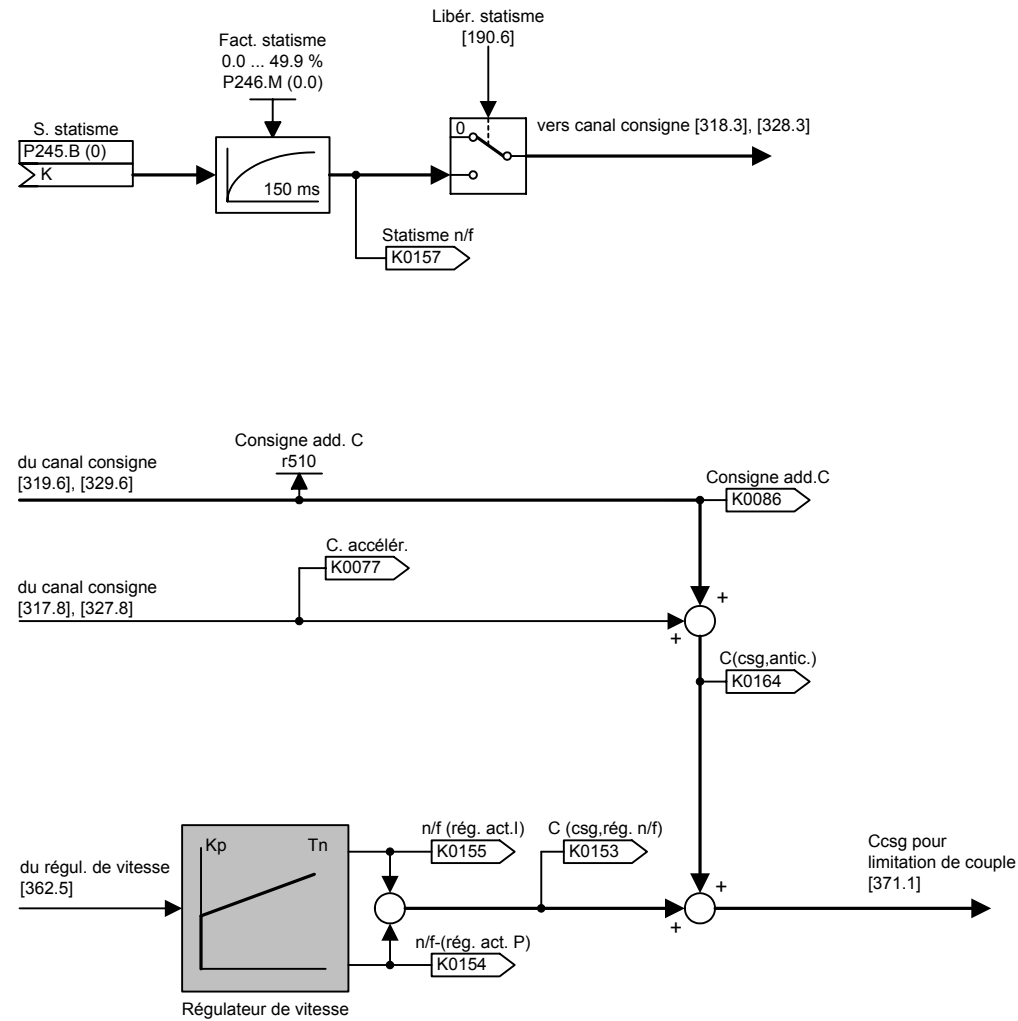 Libér. statisme
[190.6]
Fact. statisme
0.0 ... 49.9 %
P246.M (0.0)
S. statisme
P245.B (0)
K
150 ms
0
vers canal consigne [318.3], [328.3]
Statisme n/f
K0157
Consigne add. C
r510
du canal consigne
[319.6], [329.6]
Consigne add.C
K0086
C. accélér.
K0077
du canal consigne
[317.8], [327.8]
+
+
C(csg,antic.)
K0164
Kp
Tn
n/f (rég. act.I)
K0155
C (csg,rég. n/f)
K0153
Ccsg pour
limitation de couple
[371.1]
du régul. de vitesse
[362.5]
+
+
n/f-(rég. act. P)
K0154
Régulateur de vitesse